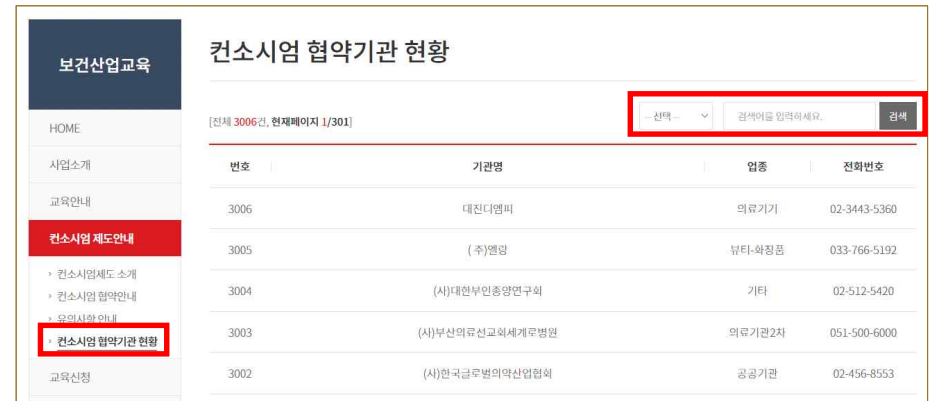 보건산업교육
HOME
사업소개
교육안내
컨소시엄 제도안내
컨소시엄제도 소개
컨소시엄 협약안내
유의사항 안내
컨소시엄 협약기관 현황
교육신청
컨소시엄 협약기관 현황
[전체 3006건, 현재페이지 1/301]
-- 선택 -- 검색어를 입력하세요. 검색
번호 기관명 업종 전화번호
3006 대진디엠피 의료기기 02-3443-5360
3005 (주)엘랑 뷰티-화장품 033-766-5192
3004 (사)대한부인종양연구회 기타 02-512-5420
3003 (사)부산의료선교회세계로병원 의료기관2차 051-500-6000
3002 (사)한국글로벌의약산업협회 공공기관 02-456-8553